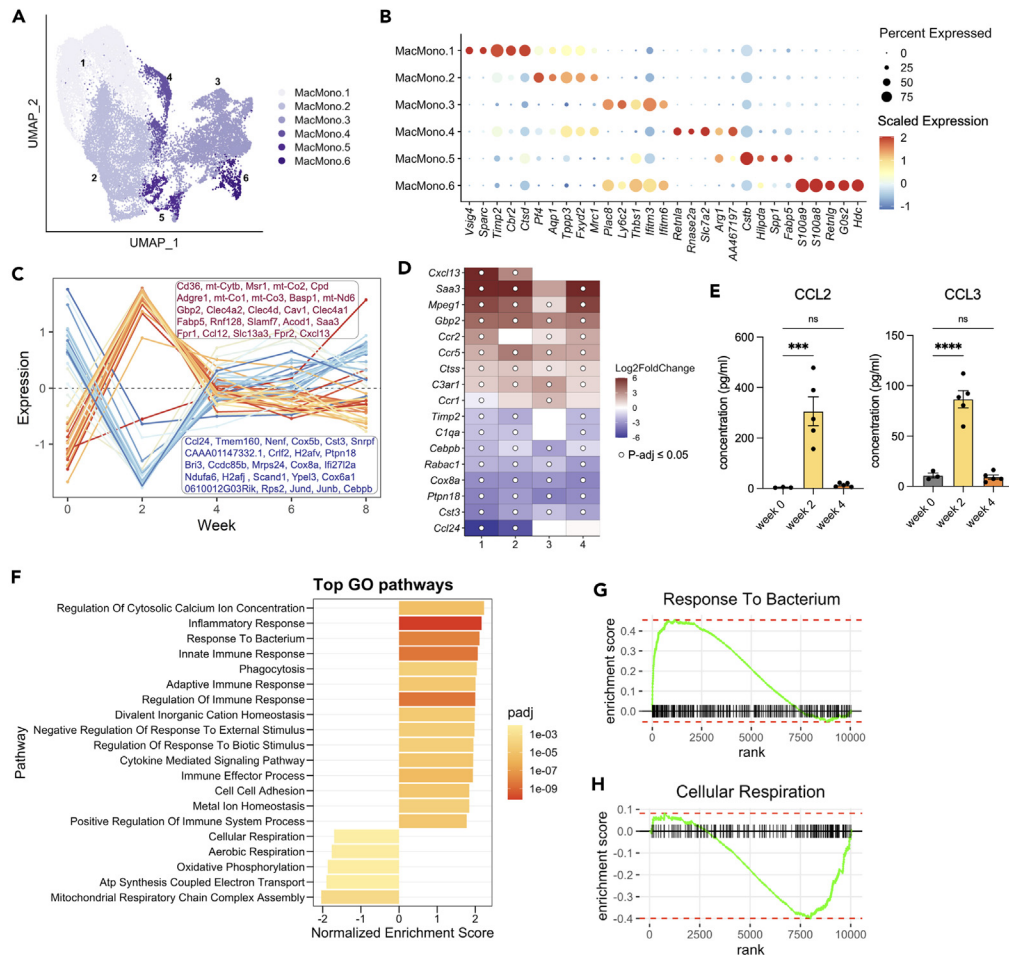 A
UMAP_2
UMAP_1
1
2
3
4
5
6
MacMono.1
MacMono.2
MacMono.3
MacMono.4
MacMono.5
MacMono.6
B
MacMono.1
MacMono.2
MacMono.3
MacMono.4
MacMono.5
MacMono.6
Vsig4
Sparc
Timp2
Cbr2
Ctsd
Pf4
Aqp1
Tppp3
Fxyd2
Mrc1
Plac8
Ly6c2
Thbs1
Ifitm3
Ifitm6
Retnla
Rnase2a
Slc7a2
Arg1
AA467197
Cstb
Hilpda
Spp1
Fabp5
S100a9
S100a8
Retnlg
G0s2
Hdc
Percent Expressed
0
25
50
75
Scaled Expression
2
1
0
-1
C
Expression
1
0
-1
Cd36, mt-Cytb, Msr1, mt-Co2, Cpd
Adgre1, mt-Co1, mt-Co3, Basp1, mt-Nd6
Gbp2, Clec4a2, Clec4d, Cav1, Clec4a1
Fabp5, Rnf128, Slamf7, Acod1, Saa3
Fpr1, Ccl12, Slc13a3, Fpr2, Cxcl13
Ccl24, Tmem160, Nenf, Cox5b, Cst3, Snrpf
CAAA01147332.1, Crlf2, H2afv, Ptpn18
Bri3, Ccdc85b, Mrps24, Cox8a, Ifi27l2a
Ndufa6, H2afj , Scand1, Ypel3, Cox6a1
0610012G03Rik, Rps2, Jund, Junb, Cebpb
0 2 4 6 8
Week
D
Cxcl13
Saa3
Mpeg1
Gbp2
Ccr2
Ccr5
Ctss
C3ar1
Ccr1
Timp2
C1qa
Cebpb
Rabac1
Cox8a
Ptpn18
Cst3
Ccl24
1 2 3 4
Log2FoldChange
6
3
0
-3
-6
P-adj ≤ 0.05
E
CCL2
ns
***
concentration (pg/ml)
600
400
200
0
week 0
week 2
week 4
CCL3
ns
****
concentration (pg/ml)
150
100
50
0
week 0
week 2
week 4
F
Top GO pathways
Pathway
Regulation Of Cytosolic Calcium Ion Concentration
Inflammatory Response
Response To Bacterium
Innate Immune Response
Phagocytosis
Adaptive Immune Response
Regulation Of Immune Response
Divalent Inorganic Cation Homeostasis
Negative Regulation Of Response To External Stimulus
Regulation Of Response To Biotic Stimulus
Cytokine Mediated Signaling Pathway
Immune Effector Process
Cell Cell Adhesion
Metal Ion Homeostasis
Positive Regulation Of Immune System Process
Cellular Respiration
Aerobic Respiration
Oxidative Phosphorylation
Atp Synthesis Coupled Electron Transport
Mitochondrial Respiratory Chain Complex Assembly
-2 -1 0 1 2
Normalized Enrichment Score
padj
1e-03
1e-05
1e-07
1e-09
G
Response To Bacterium
enrichment score
0.4
0.3
0.2
0.1
0.0
0 2500 5000 7500 10000
rank
H
Cellular Respiration
enrichment score
0.1
0.0
-0.1
-0.2
-0.3
-0.4
0 2500 5000 7500 10000
rank